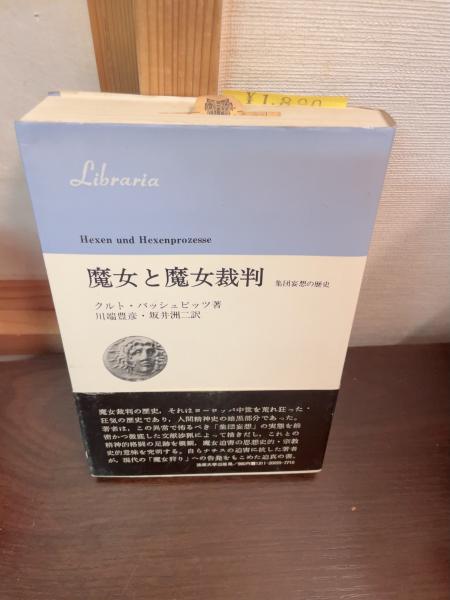 ¥1,890
Libraria
Hexen und Hexenprozesse
魔女と魔女裁判 集団妄想の歴史
クルト・バッシュビッツ著
川端豊彦・坂井洲二訳
魔女裁判の歴史，それはヨーロッパ中世を荒れ狂った・
狂気の歴史であり，人間精神史の暗黒部分であった。
著者は，この異常で怖るべき「集団妄想」の実態を綿
密かつ徹底した文献渉猟によって描きだし，これとの
精神的格闘の足跡を概観，魔女迫害の思想史的・宗教
史的意味を究明する。自らナチスの迫害に抗した著者
が，現代の「魔女狩り」への告発をもこめた迫真の書。
法政大学出版局